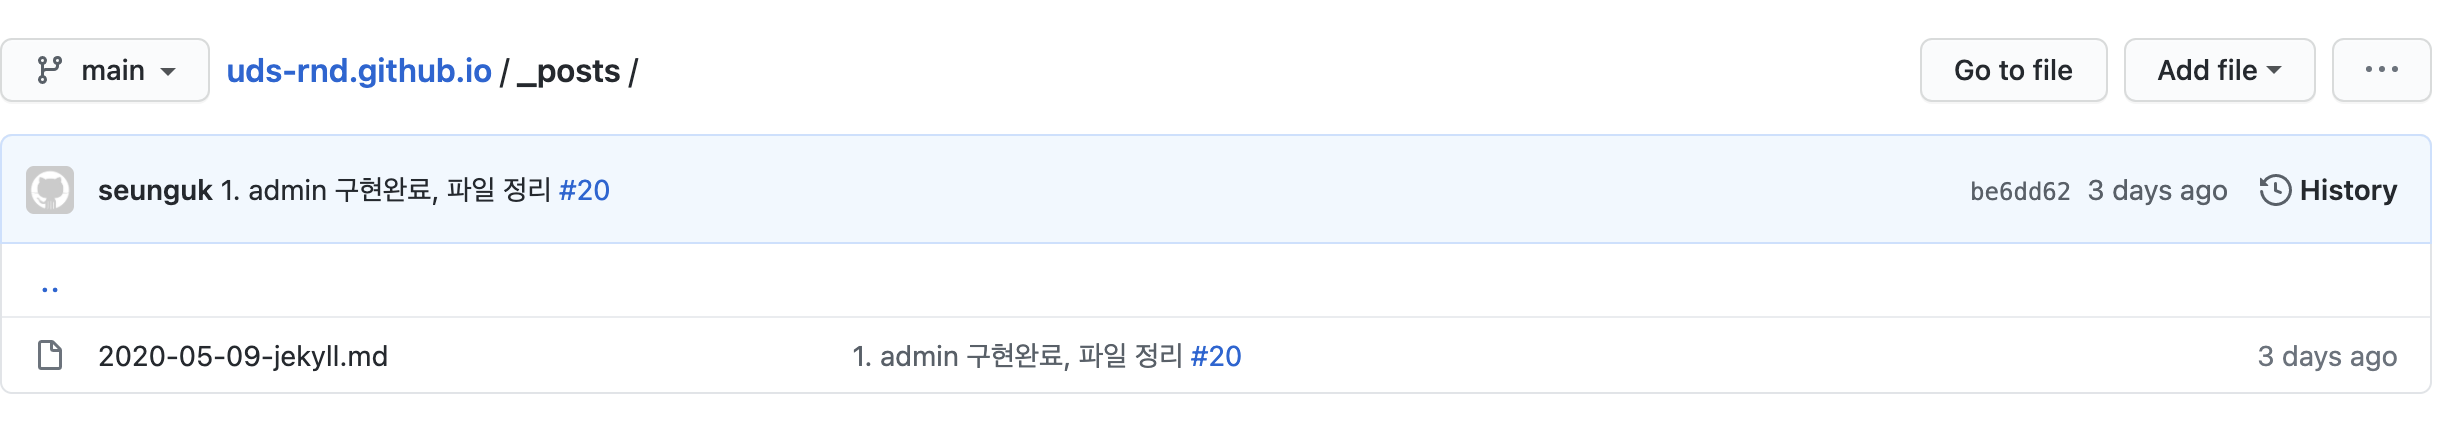 main uds-rnd.github.io / _posts / Go to file Add file ...
seunguk 1. admin 구현완료, 파일 정리 #20 be6dd62 3 days ago History
..
2020-05-09-jekyll.md 1. admin 구현완료, 파일 정리 #20 3 days ago